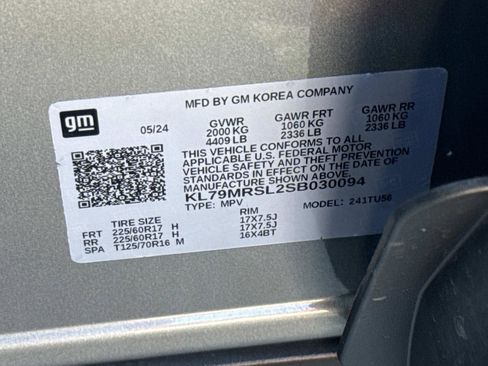 MFD BY GM KOREA COMPANY
gm
05/24
GVWR GAWR FRT GAWR RR
2000 KG 1060 KG 1060 KG
4409 LB 2336 LB 2336 LB
THIS VEHICLE CONFORMS TO ALL
APPLICABLE U.S. FEDERAL MOTOR
VEHICLE SAFETY AND THEFT PREVENTION
STANDARDS IN EFFECT ON THE DATE OF
MANUFACTURE SHOWN ABOVE.
KL79MRSL2SB030094
TYPE: MPV MODEL: 241TU56
TIRE SIZE RIM
FRT 225/60R17 H 17X7.5J
RR 225/60R17 H 17X7.5J
SPA T125/70R16 M 16X4BT